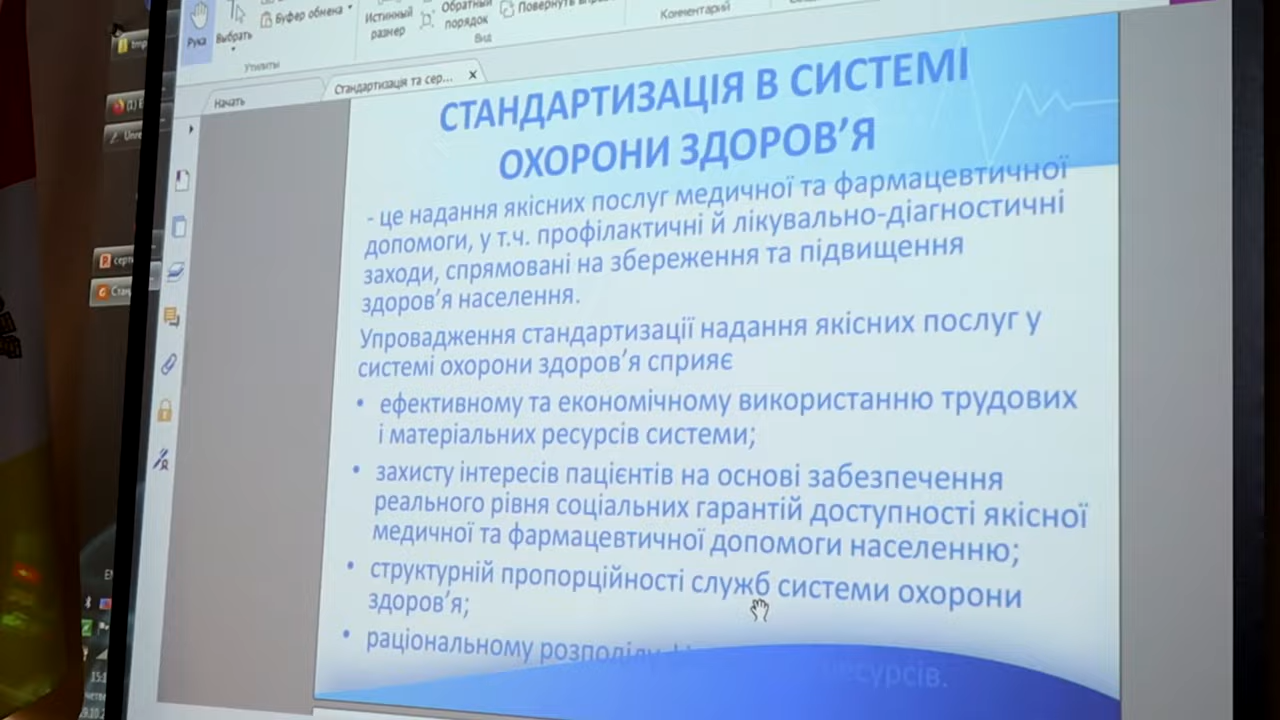 Рука
Выбрать
Буфер обмена
Истинный
размер
Обратный
порядок
Повернуть
Вид
Комментарий
Утилиты
Начать
Стандартизація та сер...
СТАНДАРТИЗАЦІЯ В СИСТЕМІ
ОХОРОНИ ЗДОРОВ’Я
- це надання якісних послуг медичної та фармацевтичної
допомоги, у т.ч. профілактичні й лікувально-діагностичні
заходи, спрямовані на збереження та підвищення
здоров’я населення.
Упровадження стандартизації надання якісних послуг у
системі охорони здоров’я сприяє
• ефективному та економічному використанню трудових
і матеріальних ресурсів системи;
• захисту інтересів пацієнтів на основі забезпечення
реального рівня соціальних гарантій доступності якісної
медичної та фармацевтичної допомоги населенню;
• структурній пропорційності служб системи охорони
здоров’я;
• раціональному розподілу ресурсів.